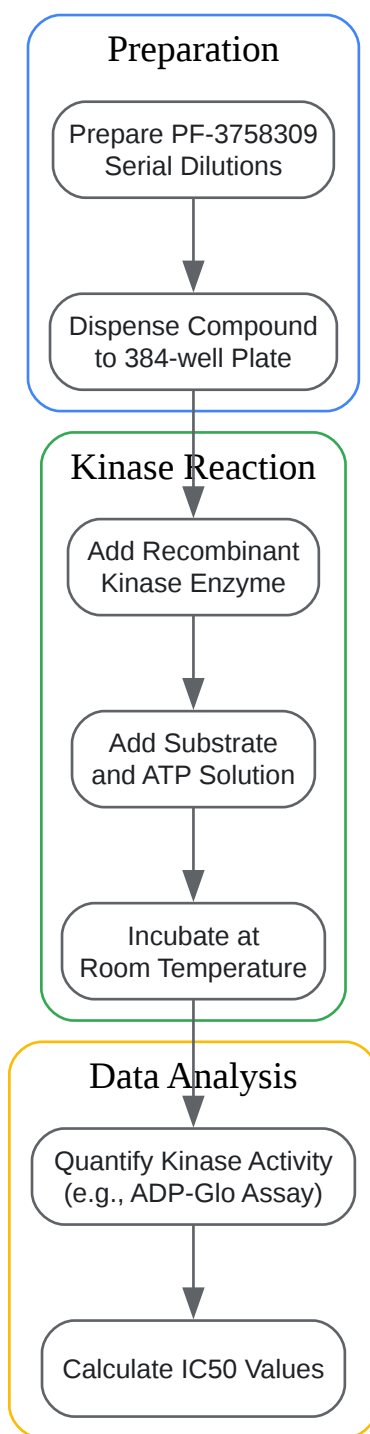 Preparation
Prepare PF-3758309
Serial Dilutions
Dispense Compound
to 384-well Plate
Kinase Reaction
Add Recombinant
Kinase Enzyme
Add Substrate
and ATP Solution
Incubate at
Room Temperature
Data Analysis
Quantify Kinase Activity
(e.g., ADP-Glo Assay)
Calculate IC50 Values